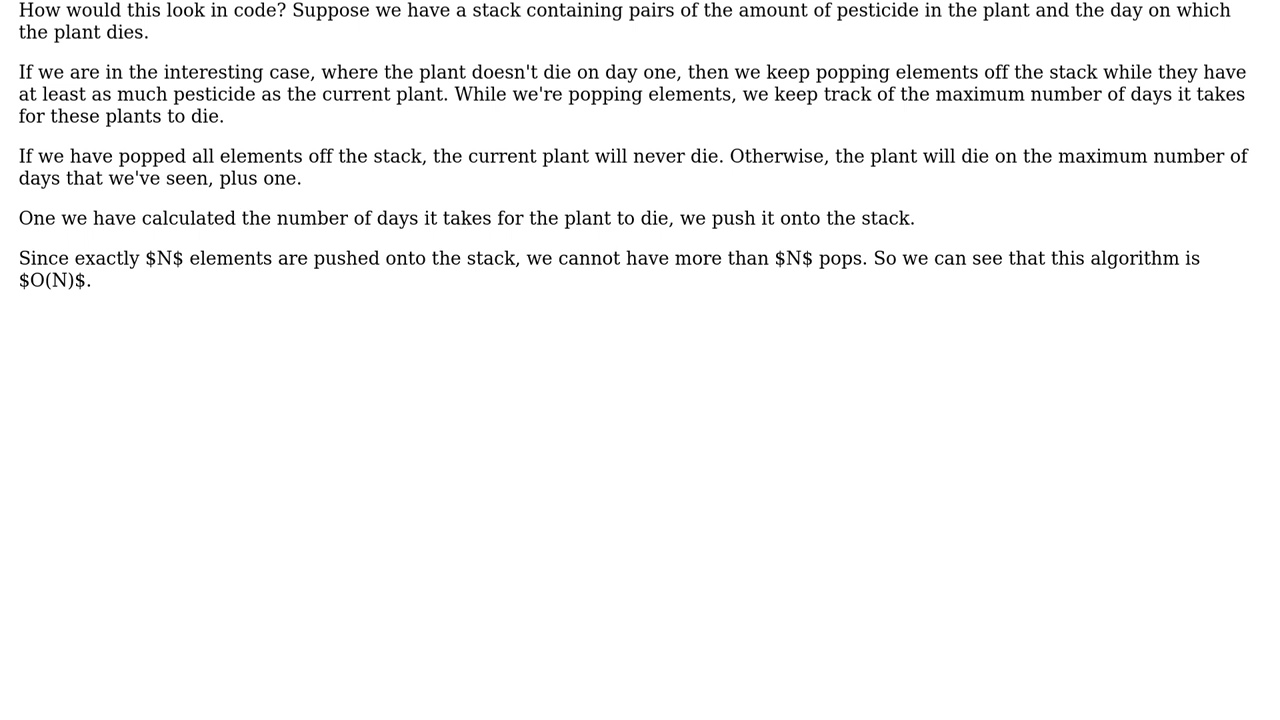 How would this look in code? Suppose we have a stack containing pairs of the amount of pesticide in the plant and the day on which
the plant dies.
If we are in the interesting case, where the plant doesn't die on day one, then we keep popping elements off the stack while they have
at least as much pesticide as the current plant. While we're popping elements, we keep track of the maximum number of days it takes
for these plants to die.
If we have popped all elements off the stack, the current plant will never die. Otherwise, the plant will die on the maximum number of
days that we've seen, plus one.
One we have calculated the number of days it takes for the plant to die, we push it onto the stack.
Since exactly $N$ elements are pushed onto the stack, we cannot have more than $N$ pops. So we can see that this algorithm is
$O(N)$.